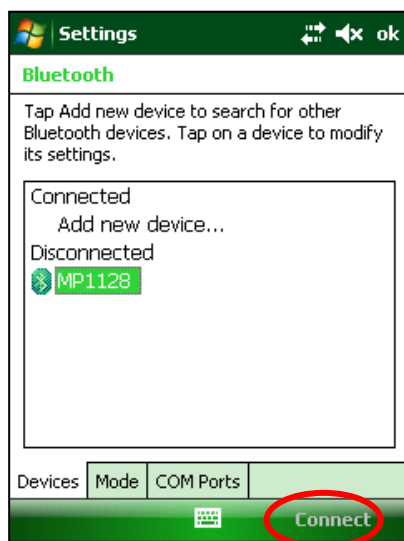 Settings
ok
Bluetooth
Tap Add new device to search for other
Bluetooth devices. Tap on a device to modify
its settings.
Connected
Add new device...
Disconnected
MP1128
Devices Mode COM Ports
Connect